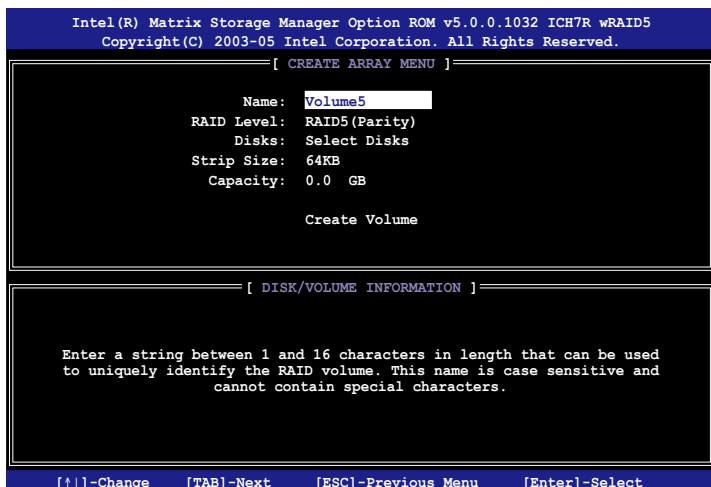 Intel(R) Matrix Storage Manager Option ROM v5.0.0.1032 ICH7R wRAID5
Copyright(C) 2003-05 Intel Corporation. All Rights Reserved.
[ CREATE ARRAY MENU ]
Name: Volume5
RAID Level: RAID5(Parity)
Disks: Select Disks
Strip Size: 64KB
Capacity: 0.0 GB
Create Volume
[ DISK/VOLUME INFORMATION ]
Enter a string between 1 and 16 characters in length that can be used
to uniquely identify the RAID volume. This name is case sensitive and
cannot contain special characters.
[↑|]-Change [TAB]-Next [ESC]-Previous Menu [Enter]-Select